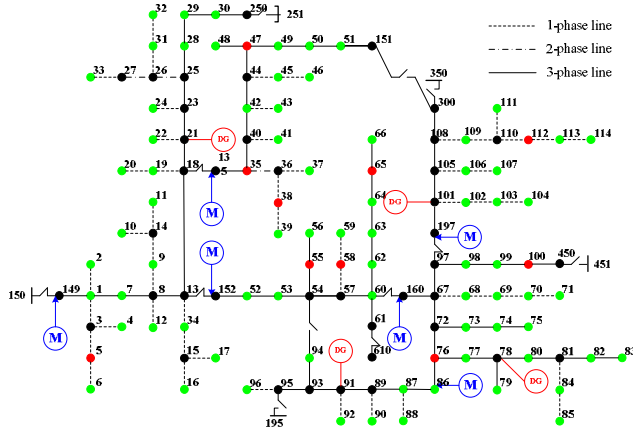 32 29 30 250 251
1-phase line
31 28 48 47 49 50 51 151
2-phase line
33 27 26 25 44 45 46 350
3-phase line
24 23 42 43 300 111
22 21 DG 40 41 66 108 109 110 112 113 114
20 19 18 13
5 35 36 37 65 105 106 107
11 M 38 64 DG 101 102 103 104
10 14 39 56 59 63 197 M
2 9 M 55 58 62 97 98 99 100 450
451
150 149 1 7 8 13 152 52 53 54 57 60 160 67 68 69 70 71
3 4 12 34 61 72 73 74 75
M M
5 15 17 94 DG 610 76 77 78 80 81 82 83
6 16 96 95 93 91 89 87 86 M 79 DG 84
195 92 90 88 85